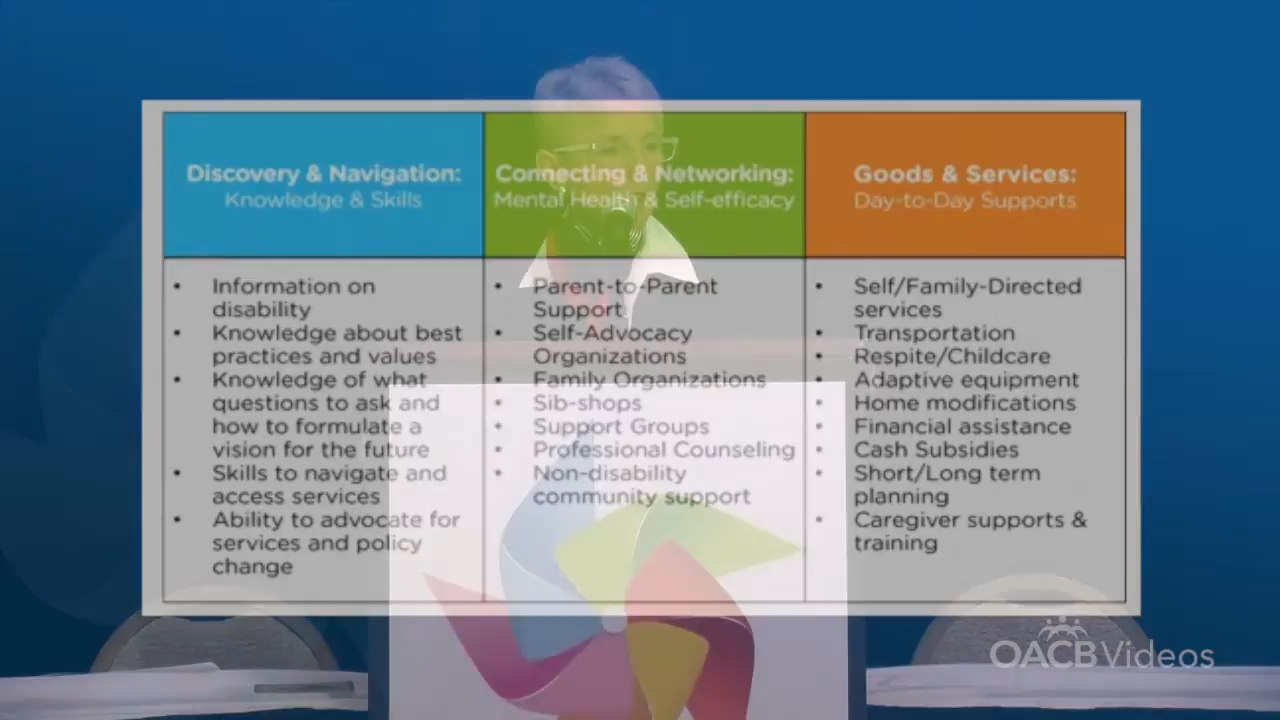 Discovery & Navigation:
Knowledge & Skills
Connecting & Networking:
Mental Health & Self-efficacy
Goods & Services:
Day-to-Day Supports
• Information on
disability
• Knowledge about best
practices and values
• Knowledge of what
questions to ask and
how to formulate a
vision for the future
• Skills to navigate and
access services
• Ability to advocate for
services and policy
change
• Parent-to-Parent
Support
• Self-Advocacy
Organizations
• Family Organizations
• Sib-shops
• Support Groups
• Professional Counseling
• Non-disability
community support
• Self/Family-Directed
services
• Transportation
• Respite/Childcare
• Adaptive equipment
• Home modifications
• Financial assistance
• Cash Subsidies
• Short/Long term
planning
• Caregiver supports &
training
OACBVideos